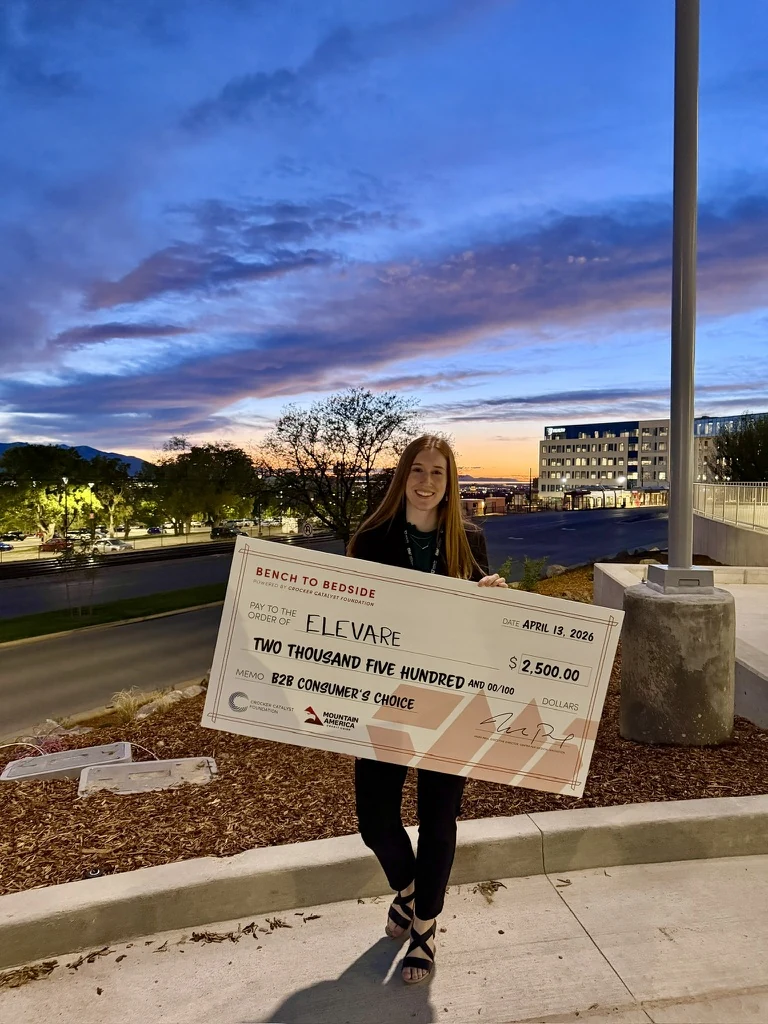 BENCH TO BEDSIDE
POWERED BY CROCKER CATALYST FOUNDATION
DATE APRIL 13, 2026
PAY TO THE
ORDER OF ELEVARE
$ 2,500.00
TWO THOUSAND FIVE HUNDRED AND 00/100
DOLLARS
MEMO B2B CONSUMER'S CHOICE
CROCKER CATALYST
FOUNDATION
MOUNTAIN
AMERICA
CREDIT UNION